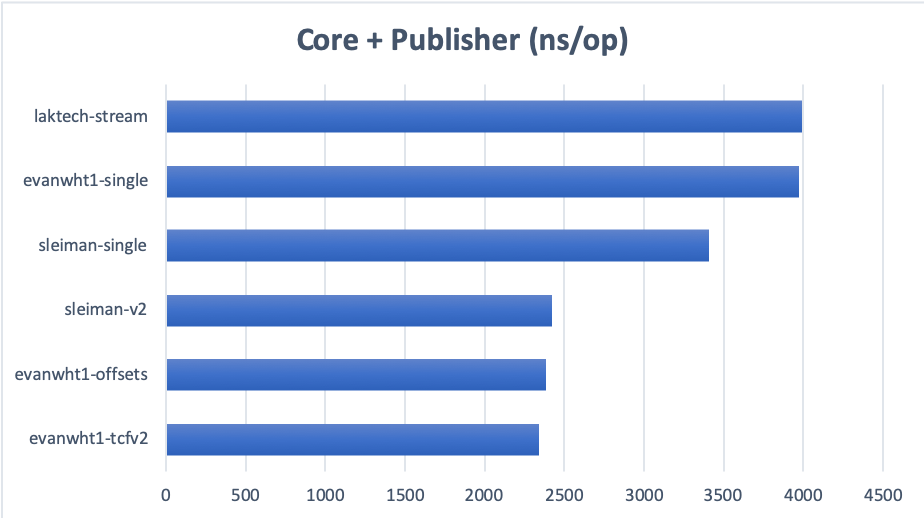 Core + Publisher (ns/op)
laktech-stream
evanwht1-single
sleiman-single
sleiman-v2
evanwht1-offsets
evanwht1-tcfv2
0 500 1000 1500 2000 2500 3000 3500 4000 4500